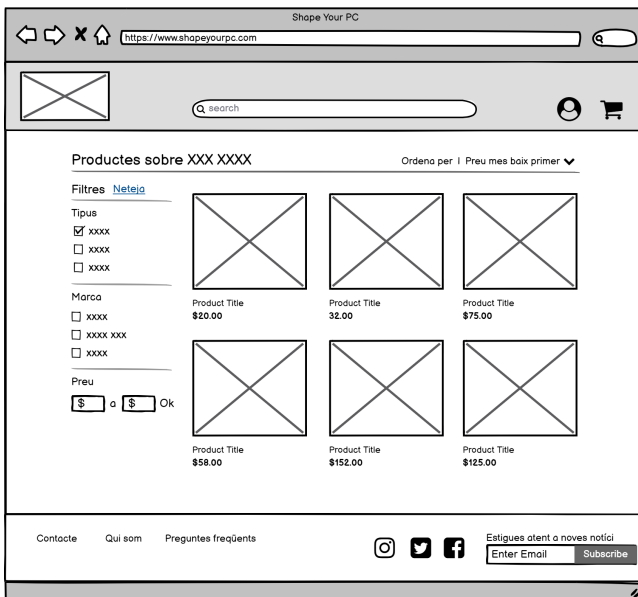 Shape Your PC
https://www.shapeyourpc.com
search
Productes sobre XXX XXXX
Ordena per | Preu mes baix primer
Filtres Neteja
Tipus
xxxx
xxxx
xxxx
Marca
xxxx
xxxx xxx
xxxx
Preu
$ a $ Ok
Product Title
$20.00
Product Title
32.00
Product Title
$75.00
Product Title
$58.00
Product Title
$152.00
Product Title
$125.00
Contacte Qui som Preguntes freqüents
Estigues atent a noves notíci
Enter Email Subscribe